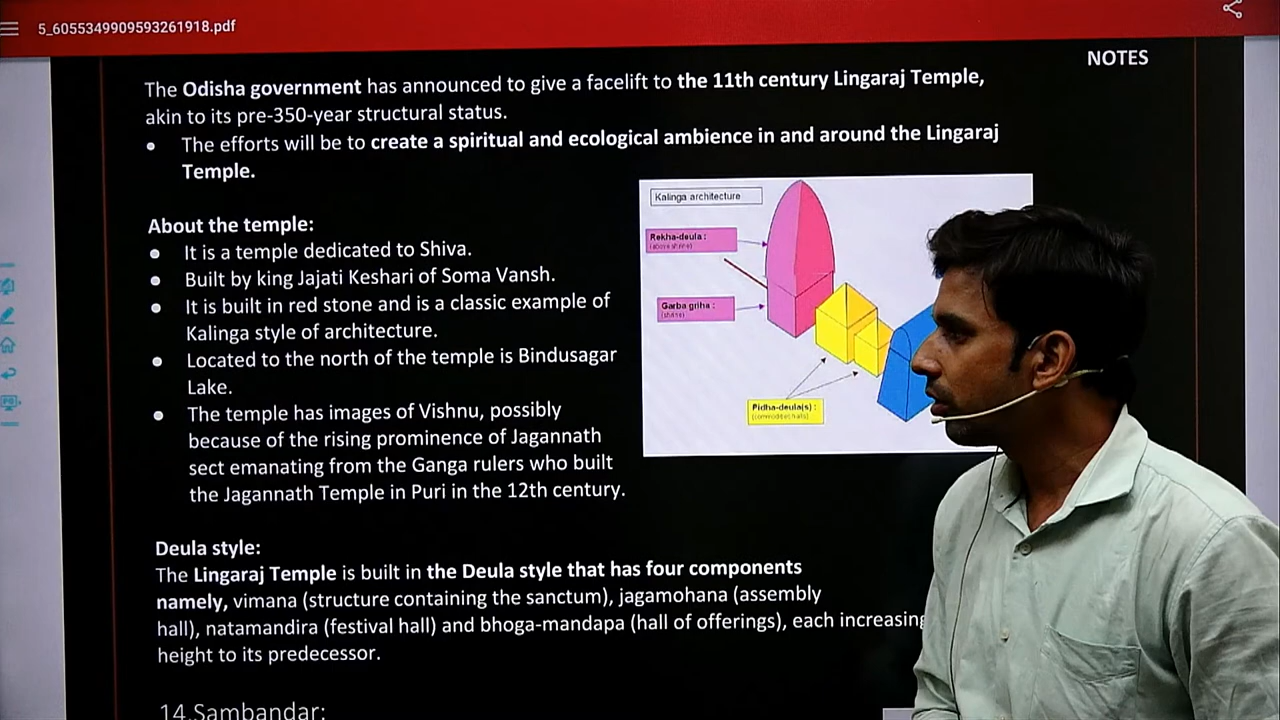 5_6055349909593261918.pdf
NOTES
The Odisha government has announced to give a facelift to the 11th century Lingaraj Temple,
akin to its pre-350-year structural status.
The efforts will be to create a spiritual and ecological ambience in and around the Lingaraj
Temple.
About the temple:
It is a temple dedicated to Shiva.
Built by king Jajati Keshari of Soma Vansh.
It is built in red stone and is a classic example of
Kalinga style of architecture.
Located to the north of the temple is Bindusagar
Lake.
The temple has images of Vishnu, possibly
because of the rising prominence of Jagannath
sect emanating from the Ganga rulers who built
the Jagannath Temple in Puri in the 12th century.
Kalinga architecture
Rekha-deula :
(above shrine)
Garba griha :
(shrine)
Pidha-deula(s) :
Deula style:
The Lingaraj Temple is built in the Deula style that has four components
namely, vimana (structure containing the sanctum), jagamohana (assembly
hall), natamandira (festival hall) and bhoga-mandapa (hall of offerings), each increasing
height to its predecessor.
14.Sambandar: